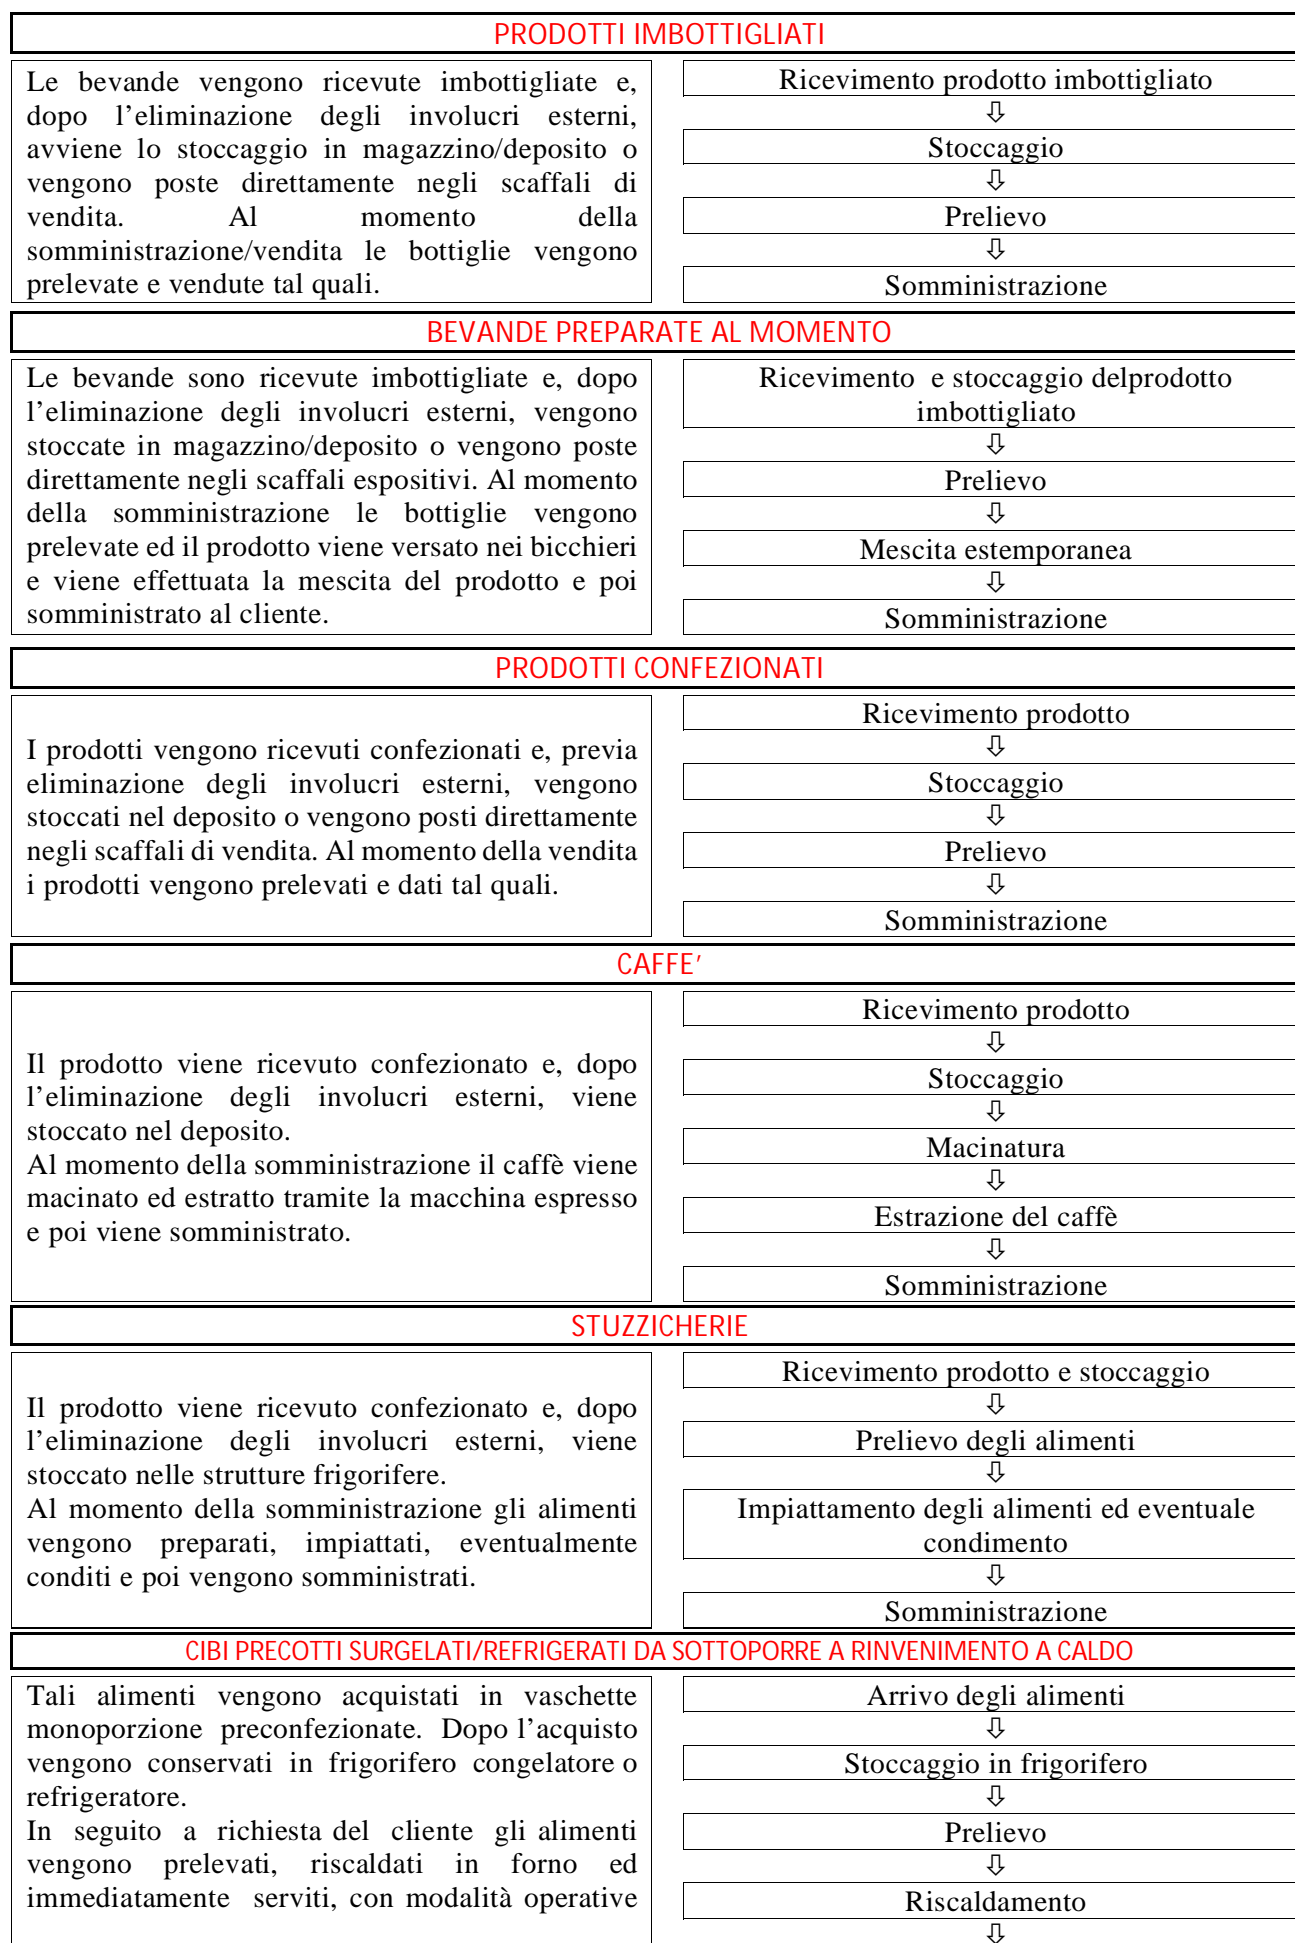 PRODOTTI IMBOTTIGLIATI
Le bevande vengono ricevute imbottigliate e,
dopo l’eliminazione degli involucri esterni,
avviene lo stoccaggio in magazzino/deposito o
vengono poste direttamente negli scaffali di
vendita. Al momento della
somministrazione/vendita le bottiglie vengono
prelevate e vendute tal quali.
Ricevimento prodotto imbottigliato
⇩
Stoccaggio
⇩
Prelievo
⇩
Somministrazione
BEVANDE PREPARATE AL MOMENTO
Le bevande sono ricevute imbottigliate e, dopo
l’eliminazione degli involucri esterni, vengono
stoccate in magazzino/deposito o vengono poste
direttamente negli scaffali espositivi. Al momento
della somministrazione le bottiglie vengono
prelevate ed il prodotto viene versato nei bicchieri
e viene effettuata la mescita del prodotto e poi
somministrato al cliente.
Ricevimento e stoccaggio delprodotto
imbottigliato
⇩
Prelievo
⇩
Mescita estemporanea
⇩
Somministrazione
PRODOTTI CONFEZIONATI
I prodotti vengono ricevuti confezionati e, previa
eliminazione degli involucri esterni, vengono
stoccati nel deposito o vengono posti direttamente
negli scaffali di vendita. Al momento della vendita
i prodotti vengono prelevati e dati tal quali.
Ricevimento prodotto
⇩
Stoccaggio
⇩
Prelievo
⇩
Somministrazione
CAFFE’
Il prodotto viene ricevuto confezionato e, dopo
l’eliminazione degli involucri esterni, viene
stoccato nel deposito.
Al momento della somministrazione il caffè viene
macinato ed estratto tramite la macchina espresso
e poi viene somministrato.
Ricevimento prodotto
⇩
Stoccaggio
⇩
Macinatura
⇩
Estrazione del caffè
⇩
Somministrazione
STUZZICHERIE
Il prodotto viene ricevuto confezionato e, dopo
l’eliminazione degli involucri esterni, viene
stoccato nelle strutture frigorifere.
Al momento della somministrazione gli alimenti
vengono preparati, impiattati, eventualmente
conditi e poi vengono somministrati.
Ricevimento prodotto e stoccaggio
⇩
Prelievo degli alimenti
⇩
Impiattamento degli alimenti ed eventuale
condimento
⇩
Somministrazione
CIBI PRECOTTI SURGELATI/REFRIGERATI DA SOTTOPORRE A RINVENIMENTO A CALDO
Tali alimenti vengono acquistati in vaschette
monoporzione preconfezionate. Dopo l’acquisto
vengono conservati in frigorifero congelatore o
refrigeratore.
In seguito a richiesta del cliente gli alimenti
vengono prelevati, riscaldati in forno ed
immediatamente serviti, con modalità operative
Arrivo degli alimenti
⇩
Stoccaggio in frigorifero
⇩
Prelievo
⇩
Riscaldamento
⇩